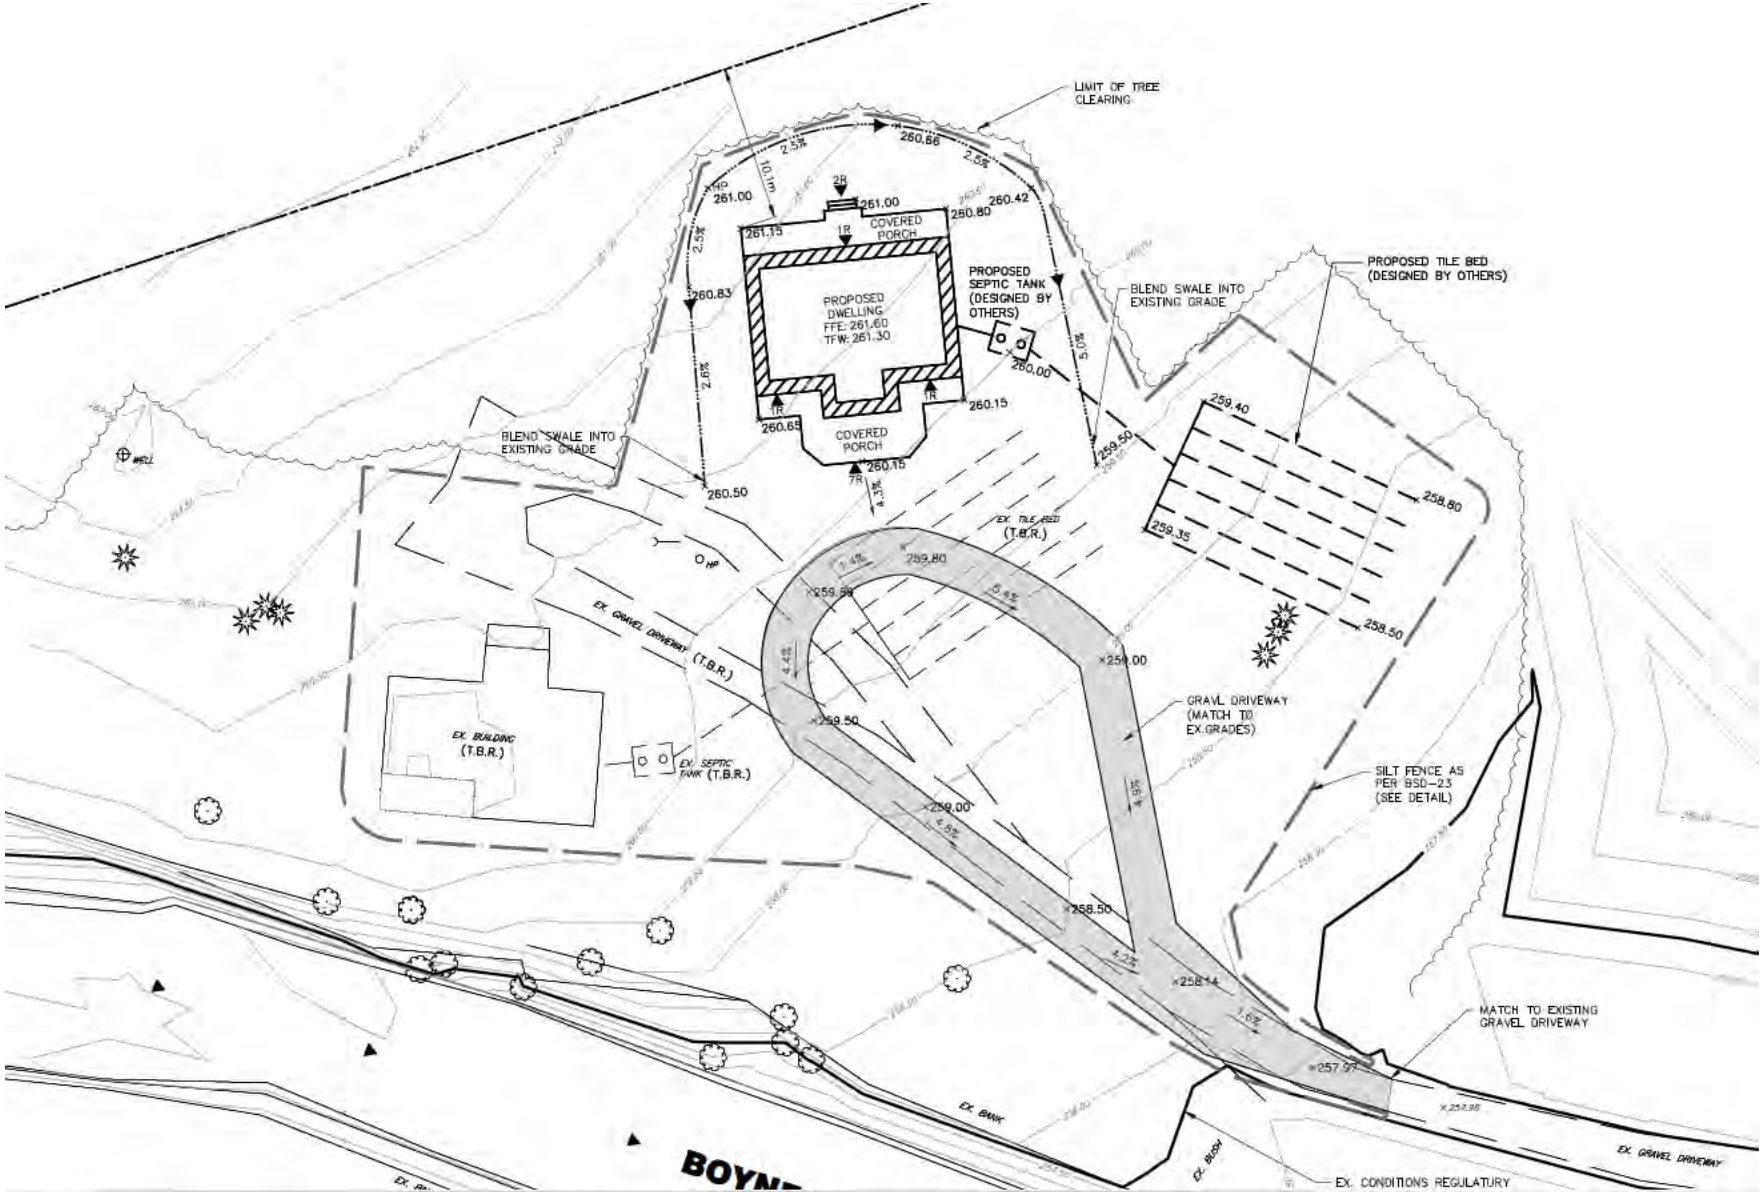 LIMIT OF TREE
CLEARING
2.5%
260.66
2.5%
10.1m
HP
261.00
2R
261.00
260.80
260.42
261.15
1R
COVERED
PORCH
2.5%
260.83
PROPOSED
DWELLING
FFE: 261.60
TFW: 261.30
PROPOSED
SEPTIC TANK
(DESIGNED BY
OTHERS)
260.00
BLEND SWALE INTO
EXISTING GRADE
PROPOSED TILE BED
(DESIGNED BY OTHERS)
5.0%
2.6%
1R
1R
260.65
260.15
COVERED
PORCH
260.15
7R
4.3%
BLEND SWALE INTO
EXISTING GRADE
260.50
259.50
259.40
258.80
259.35
258.50
WELL
EX. TILE BED
(T.B.R.)
HP
1.4%
259.80
5.4%
EX. GRAVEL DRIVEWAY (T.B.R.)
4.4%
259.00
259.50
GRAVL DRIVEWAY
(MATCH TO
EX.GRADES)
EX. BUILDING
(T.B.R.)
EX. SEPTIC
TANK (T.B.R.)
SILT FENCE AS
PER BSD-23
(SEE DETAIL)
4.9%
259.00
4.8%
258.50
4.2%
258.14
1.6%
257.97
MATCH TO EXISTING
GRAVEL DRIVEWAY
257.96
EX. BANK
EX. BUSH
EX. GRAVEL DRIVEWAY
EX. CONDITIONS REGULATURY
BOYNE